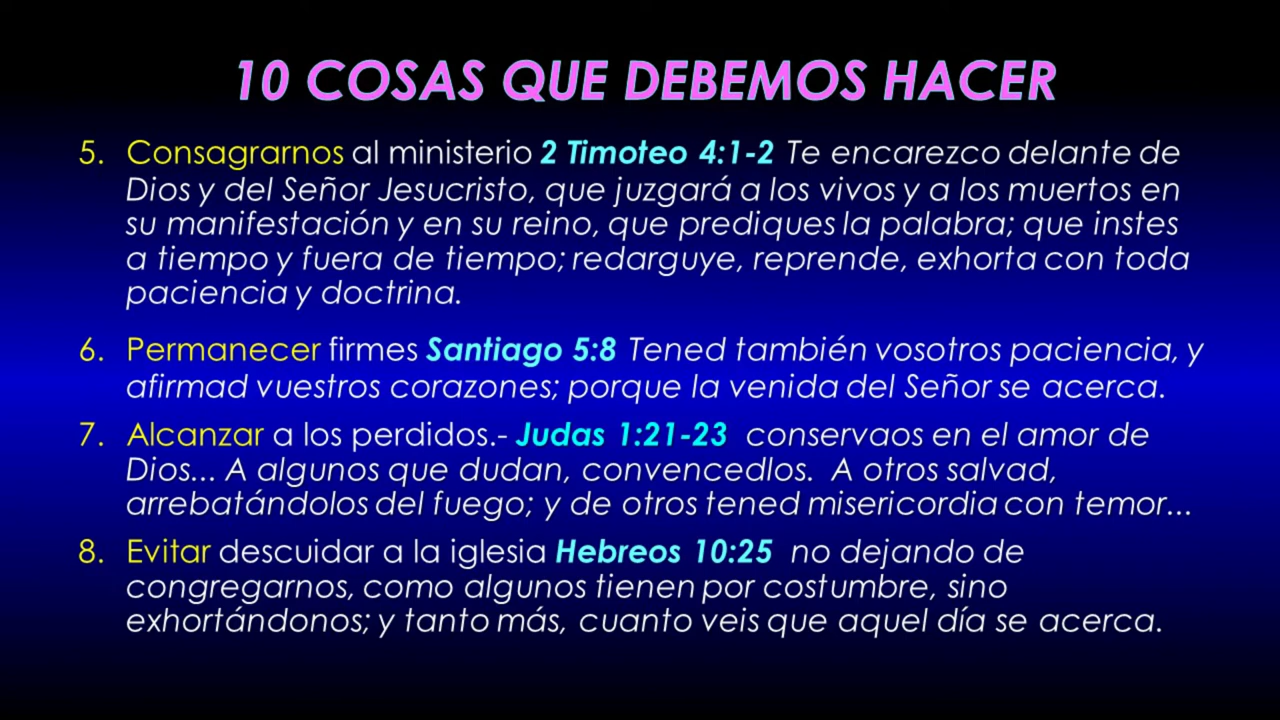 10 COSAS QUE DEBEMOS HACER
5. Consagrarnos al ministerio 2 Timoteo 4:1-2 Te encarezco delante de
Dios y del Señor Jesucristo, que juzgará a los vivos y a los muertos en
su manifestación y en su reino, que prediques la palabra; que instes
a tiempo y fuera de tiempo; redarguye, reprende, exhorta con toda
paciencia y doctrina.
6. Permanecer firmes Santiago 5:8 Tened también vosotros paciencia, y
afirmad vuestros corazones; porque la venida del Señor se acerca.
7. Alcanzar a los perdidos.- Judas 1:21-23 conservaos en el amor de
Dios... A algunos que dudan, convencedlos. A otros salvad,
arrebatándolos del fuego; y de otros tened misericordia con temor...
8. Evitar descuidar a la iglesia Hebreos 10:25 no dejando de
congregarnos, como algunos tienen por costumbre, sino
exhortándonos; y tanto más, cuanto veis que aquel día se acerca.